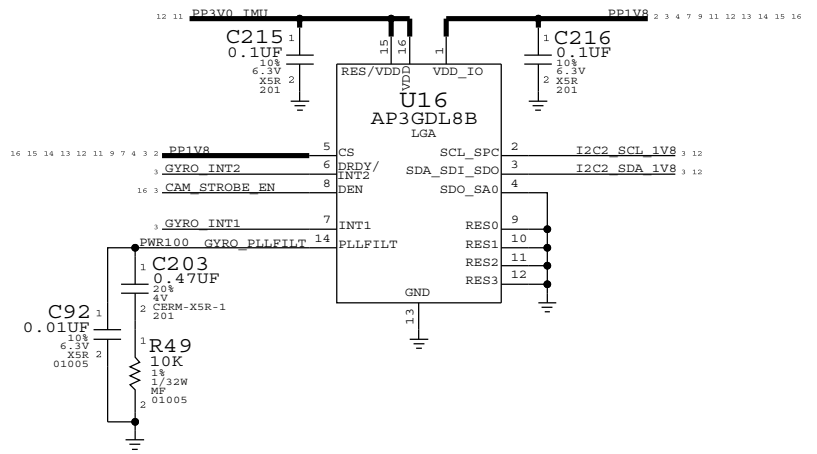 12 11 PP3V0_IMU
PP1V8 2 3 4 7 9 11 12 13 14 15 16
C215 1
0.1UF
10%
6.3V 2
X5R
201
15
16
1
1 C216
0.1UF
10%
2 6.3V
X5R
201
RES/VDD
VDD
VDD_IO
U16
AP3GDL8B
LGA
16 15 14 13 12 11 9 7 4 3 2 PP1V8
5 CS
SCL_SPC 2
I2C2_SCL_1V8 3 12
3 GYRO_INT2
6 DRDY/
INT2
SDA_SDI_SDO 3
I2C2_SDA_1V8 3 12
16 3 CAM_STROBE_EN
8 DEN
SDO_SA0 4
3 GYRO_INT1
7 INT1
RES0 9
PWR100 GYRO_PLLFILT
14 PLLFILT
RES1 10
RES2 11
RES3 12
GND
13
1 C203
0.47UF
20%
4V
2 CERM-X5R-1
201
C92 1
0.01UF
10%
6.3V
X5R 2
01005
1 R49
10K
1%
1/32W
MF
2 01005